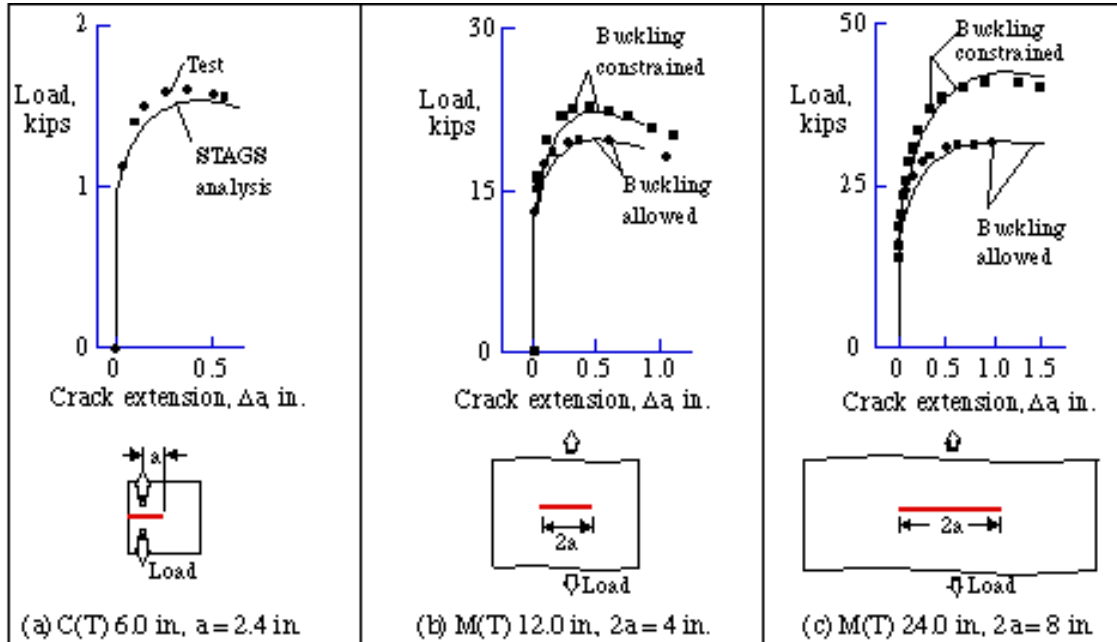 2
Test
Load,
kips
STAGS
analysis
1
0
0 0.5
Crack extension, Δa, in.
a
Load
(a) C(T) 6.0 in, a = 2.4 in
30
Buckling
constrained
Load,
kips
15
Buckling
allowed
0
0 0.5 1.0
Crack extension, Δa, in.
2a
Load
(b) M(T) 12.0 in, 2a = 4 in
50
Buckling
constrained
Load,
kips
25
Buckling
allowed
0
0 0.5 1.0 1.5
Crack extension, Δa, in.
2a
Load
(c) M(T) 24.0 in, 2a = 8 in